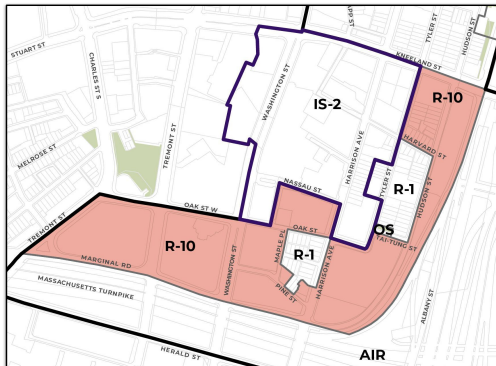 TYLER ST
HUDSON ST
STUART ST
KNEELAND ST
CHARLES ST S
WASHINGTON ST
R-10
IS-2
TREMONT ST
HARRISON AVE
HARVARD ST
MELROSE ST
TYLER ST
R-1
NASSAU ST
HUDSON ST
OAK ST W
TREMONT ST
OS
TAI-TUNG ST
OAK ST
MAPLE PL
R-10
R-1
WASHINGTON ST
HARRISON AVE
MARGINAL RD
PINE ST
MASSACHUSETTS TURNPIKE
ALBANY ST
HERALD ST
AIR